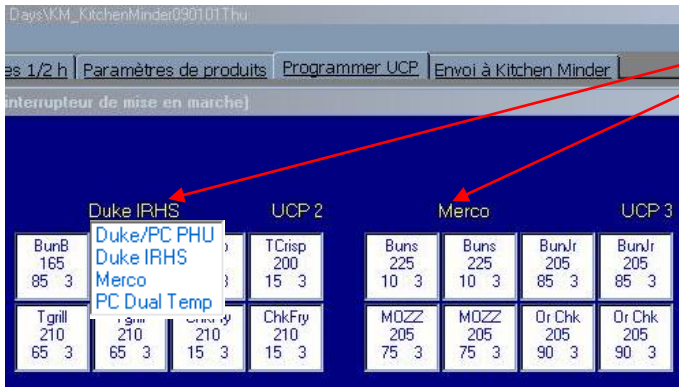 Days\KM_KitchenMinder090101Thu
es 1/2 h Paramètres de produits Programmer UCP Envoi à Kitchen Minder
interrupteur de mise en marche)
Duke IRHS UCP 2 Merco UCP 3
Duke/PC PHU
Duke IRHS
Merco
PC Dual Temp
BunB TCrisp Buns Buns BunJr BunJr
165 200 225 225 205 205
85 3 3 15 3 10 3 10 3 85 3 85 3
Tgrill Tgrill ChkFry ChkFry MOZZ MOZZ Or Chk Or Chk
210 210 210 210 205 205 205 205
65 3 65 3 15 3 15 3 75 3 75 3 90 3 90 3